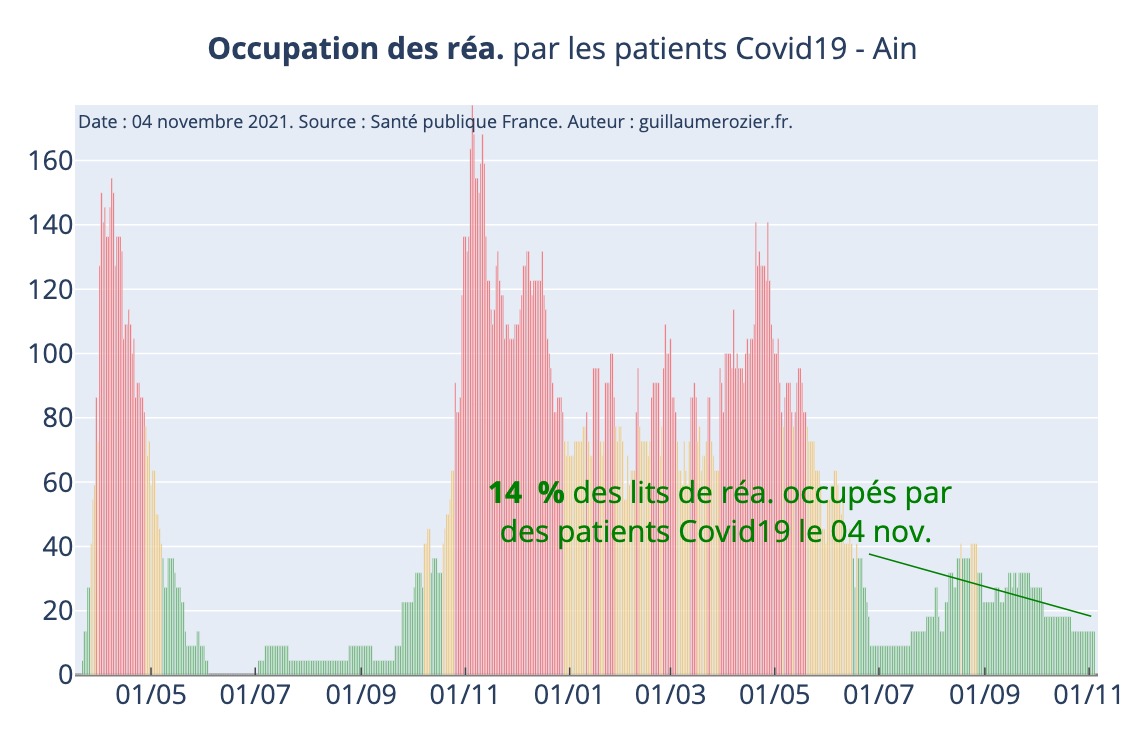 Occupation des réa. par les patients Covid19 - Ain
Date : 04 novembre 2021. Source : Santé publique France. Auteur : guillaumerozier.fr.
160
140
120
100
80
60
40
20
0
14  % des lits de réa. occupés par
des patients Covid19 le 04 nov.
01/05 01/07 01/09 01/11 01/01 01/03 01/05 01/07 01/09 01/11